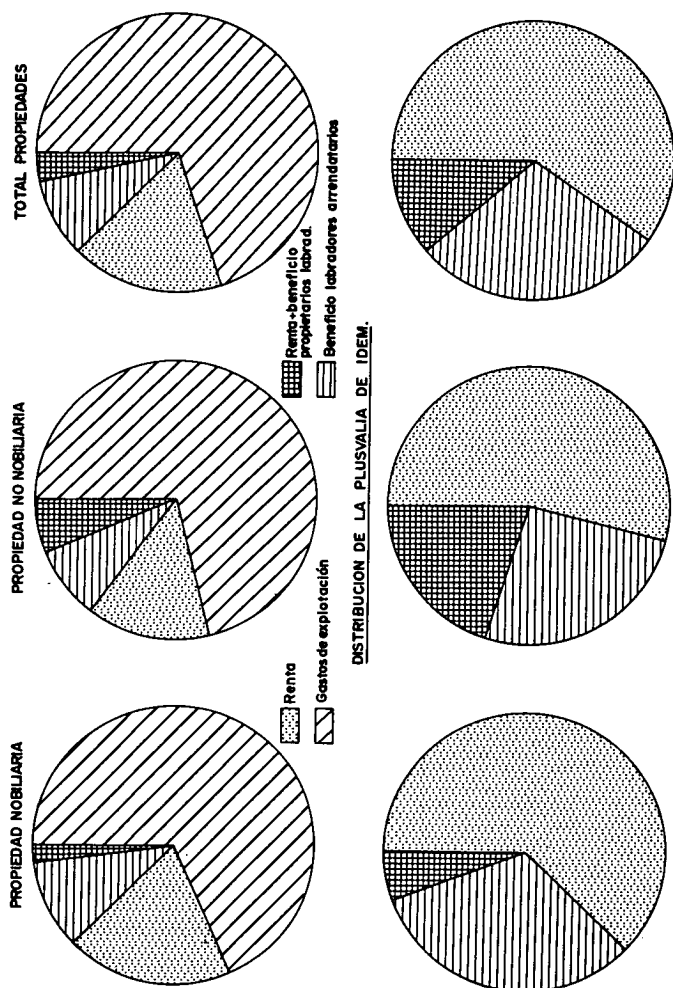 PROPIEDAD NOBILIARIA
PROPIEDAD NO NOBILIARIA
TOTAL PROPIEDADES
Renta
Gastos de explotación
Renta+beneficio
propietarios labrad.
Beneficio labradores arrendatarios
DISTRIBUCION DE LA PLUSVALIA DE IDEM.